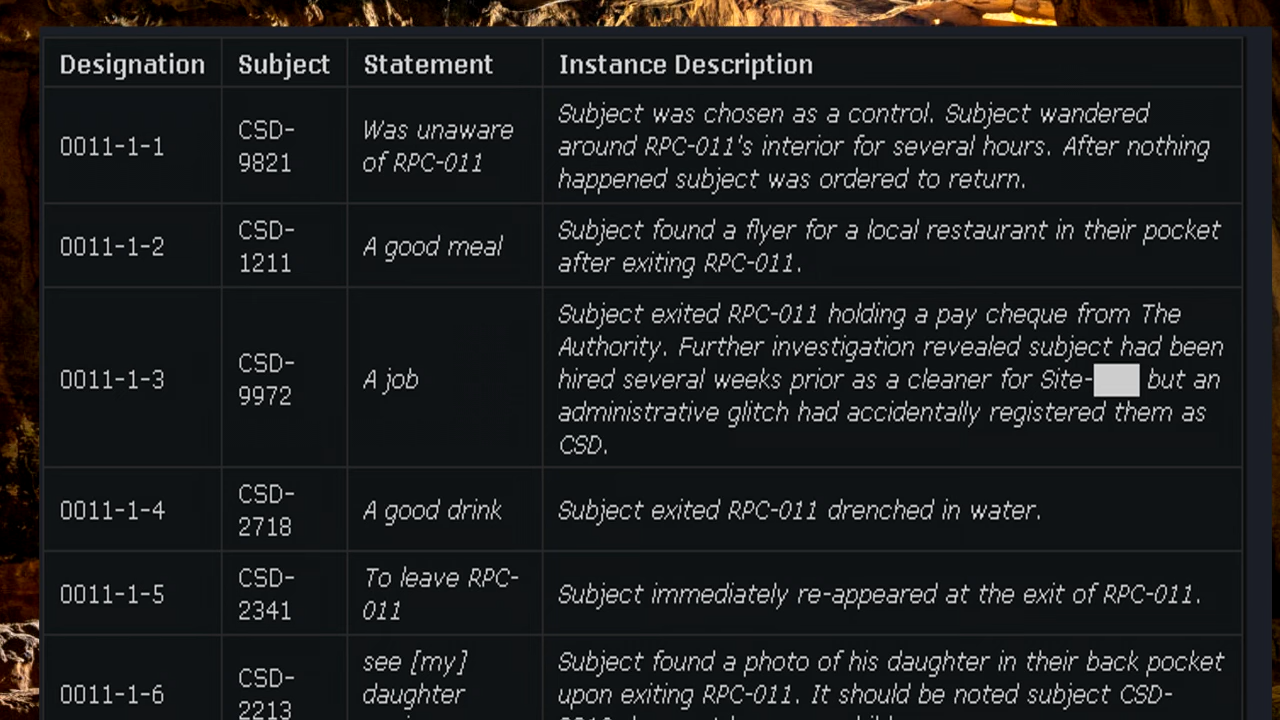 Designation Subject Statement Instance Description
0011-1-1
CSD-
9821
Was unaware
of RPC-011
Subject was chosen as a control. Subject wandered
around RPC-011's interior for several hours. After nothing
happened subject was ordered to return.
0011-1-2
CSD-
1211
A good meal
Subject found a flyer for a local restaurant in their pocket
after exiting RPC-011.
0011-1-3
CSD-
9972
A job
Subject exited RPC-011 holding a pay cheque from The
Authority. Further investigation revealed subject had been
hired several weeks prior as a cleaner for Site- but an
administrative glitch had accidentally registered them as
CSD.
0011-1-4
CSD-
2718
A good drink
Subject exited RPC-011 drenched in water.
0011-1-5
CSD-
2341
To leave RPC-
011
Subject immediately re-appeared at the exit of RPC-011.
0011-1-6
CSD-
2213
see [my]
daughter
Subject found a photo of his daughter in their back pocket
upon exiting RPC-011. It should be noted subject CSD-